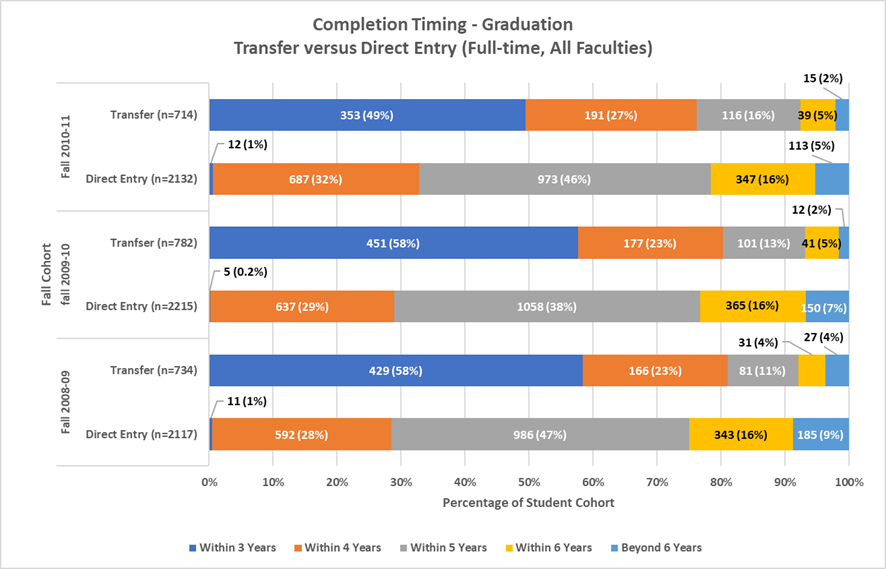 Completion Timing - Graduation
Transfer versus Direct Entry (Full-time, All Faculties)
Fall Cohort
Fall 2010-11
Transfer (n=714)
353 (49%)
191 (27%)
116 (16%)
39 (5%)
15 (2%)
Direct Entry (n=2132)
12 (1%)
687 (32%)
973 (46%)
347 (16%)
113 (5%)
fall 2009-10
Tranfser (n=782)
451 (58%)
177 (23%)
101 (13%)
41 (5%)
12 (2%)
Direct Entry (n=2215)
5 (0.2%)
637 (29%)
1058 (38%)
365 (16%)
150 (7%)
Fall 2008-09
Transfer (n=734)
429 (58%)
166 (23%)
81 (11%)
31 (4%)
27 (4%)
Direct Entry (n=2117)
11 (1%)
592 (28%)
986 (47%)
343 (16%)
185 (9%)
0% 10% 20% 30% 40% 50% 60% 70% 80% 90% 100%
Percentage of Student Cohort
Within 3 Years Within 4 Years Within 5 Years Within 6 Years Beyond 6 Years